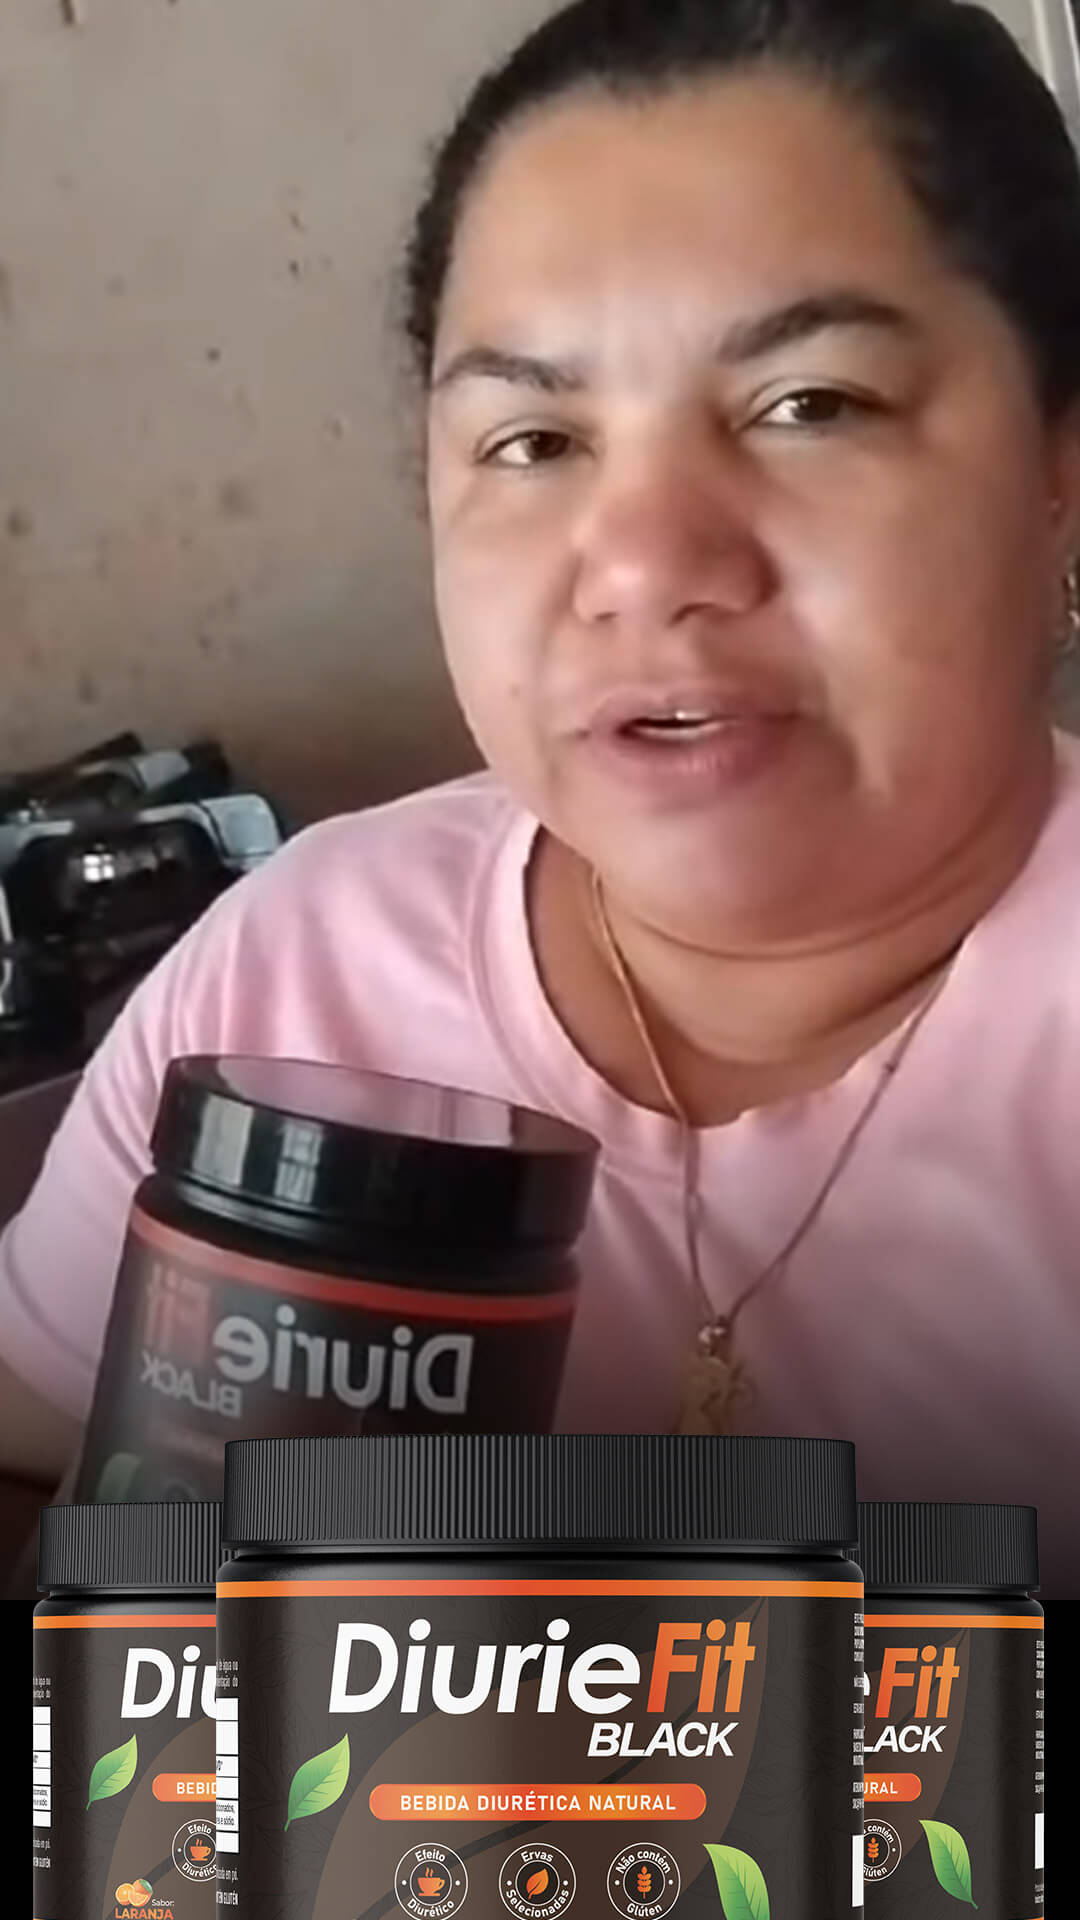 Diurie Fit
BLACK
Diu
BEBID
Efeito
Diurético
Sabor:
LARANJA
DiurieFit
BLACK
BEBIDA DIURÉTICA NATURAL
Efeito
Diurético
Ervas
Selecionadas
Não contém
Glúten
eFit
LACK
URAL
contém
Glúten